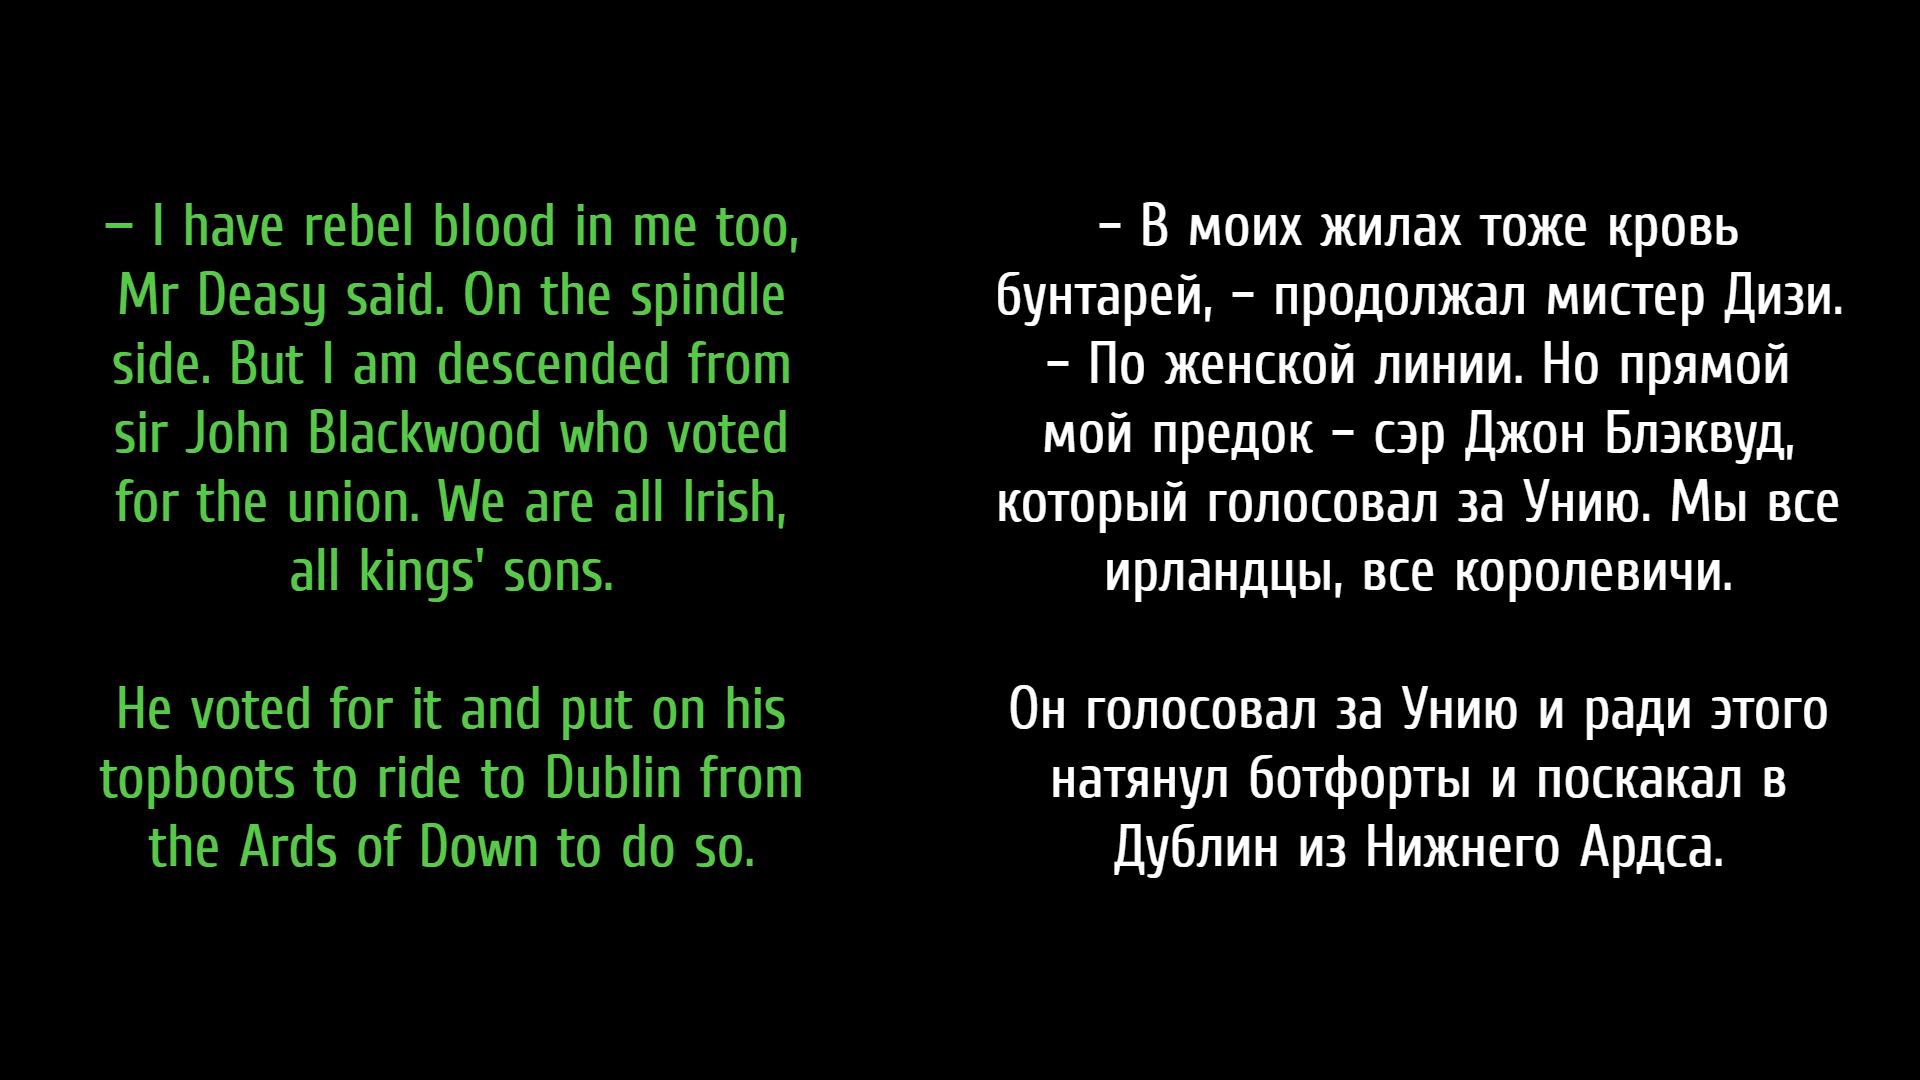 – I have rebel blood in me too,
Mr Deasy said. On the spindle
side. But I am descended from
sir John Blackwood who voted
for the union. We are all Irish,
all kings' sons.
He voted for it and put on his
topboots to ride to Dublin from
the Ards of Down to do so.
– В моих жилах тоже кровь
бунтарей, – продолжал мистер Дизи.
– По женской линии. Но прямой
мой предок – сэр Джон Блэквуд,
который голосовал за Унию. Мы все
ирландцы, все королевичи.
Он голосовал за Унию и ради этого
натянул ботфорты и поскакал в
Дублин из Нижнего Ардса.